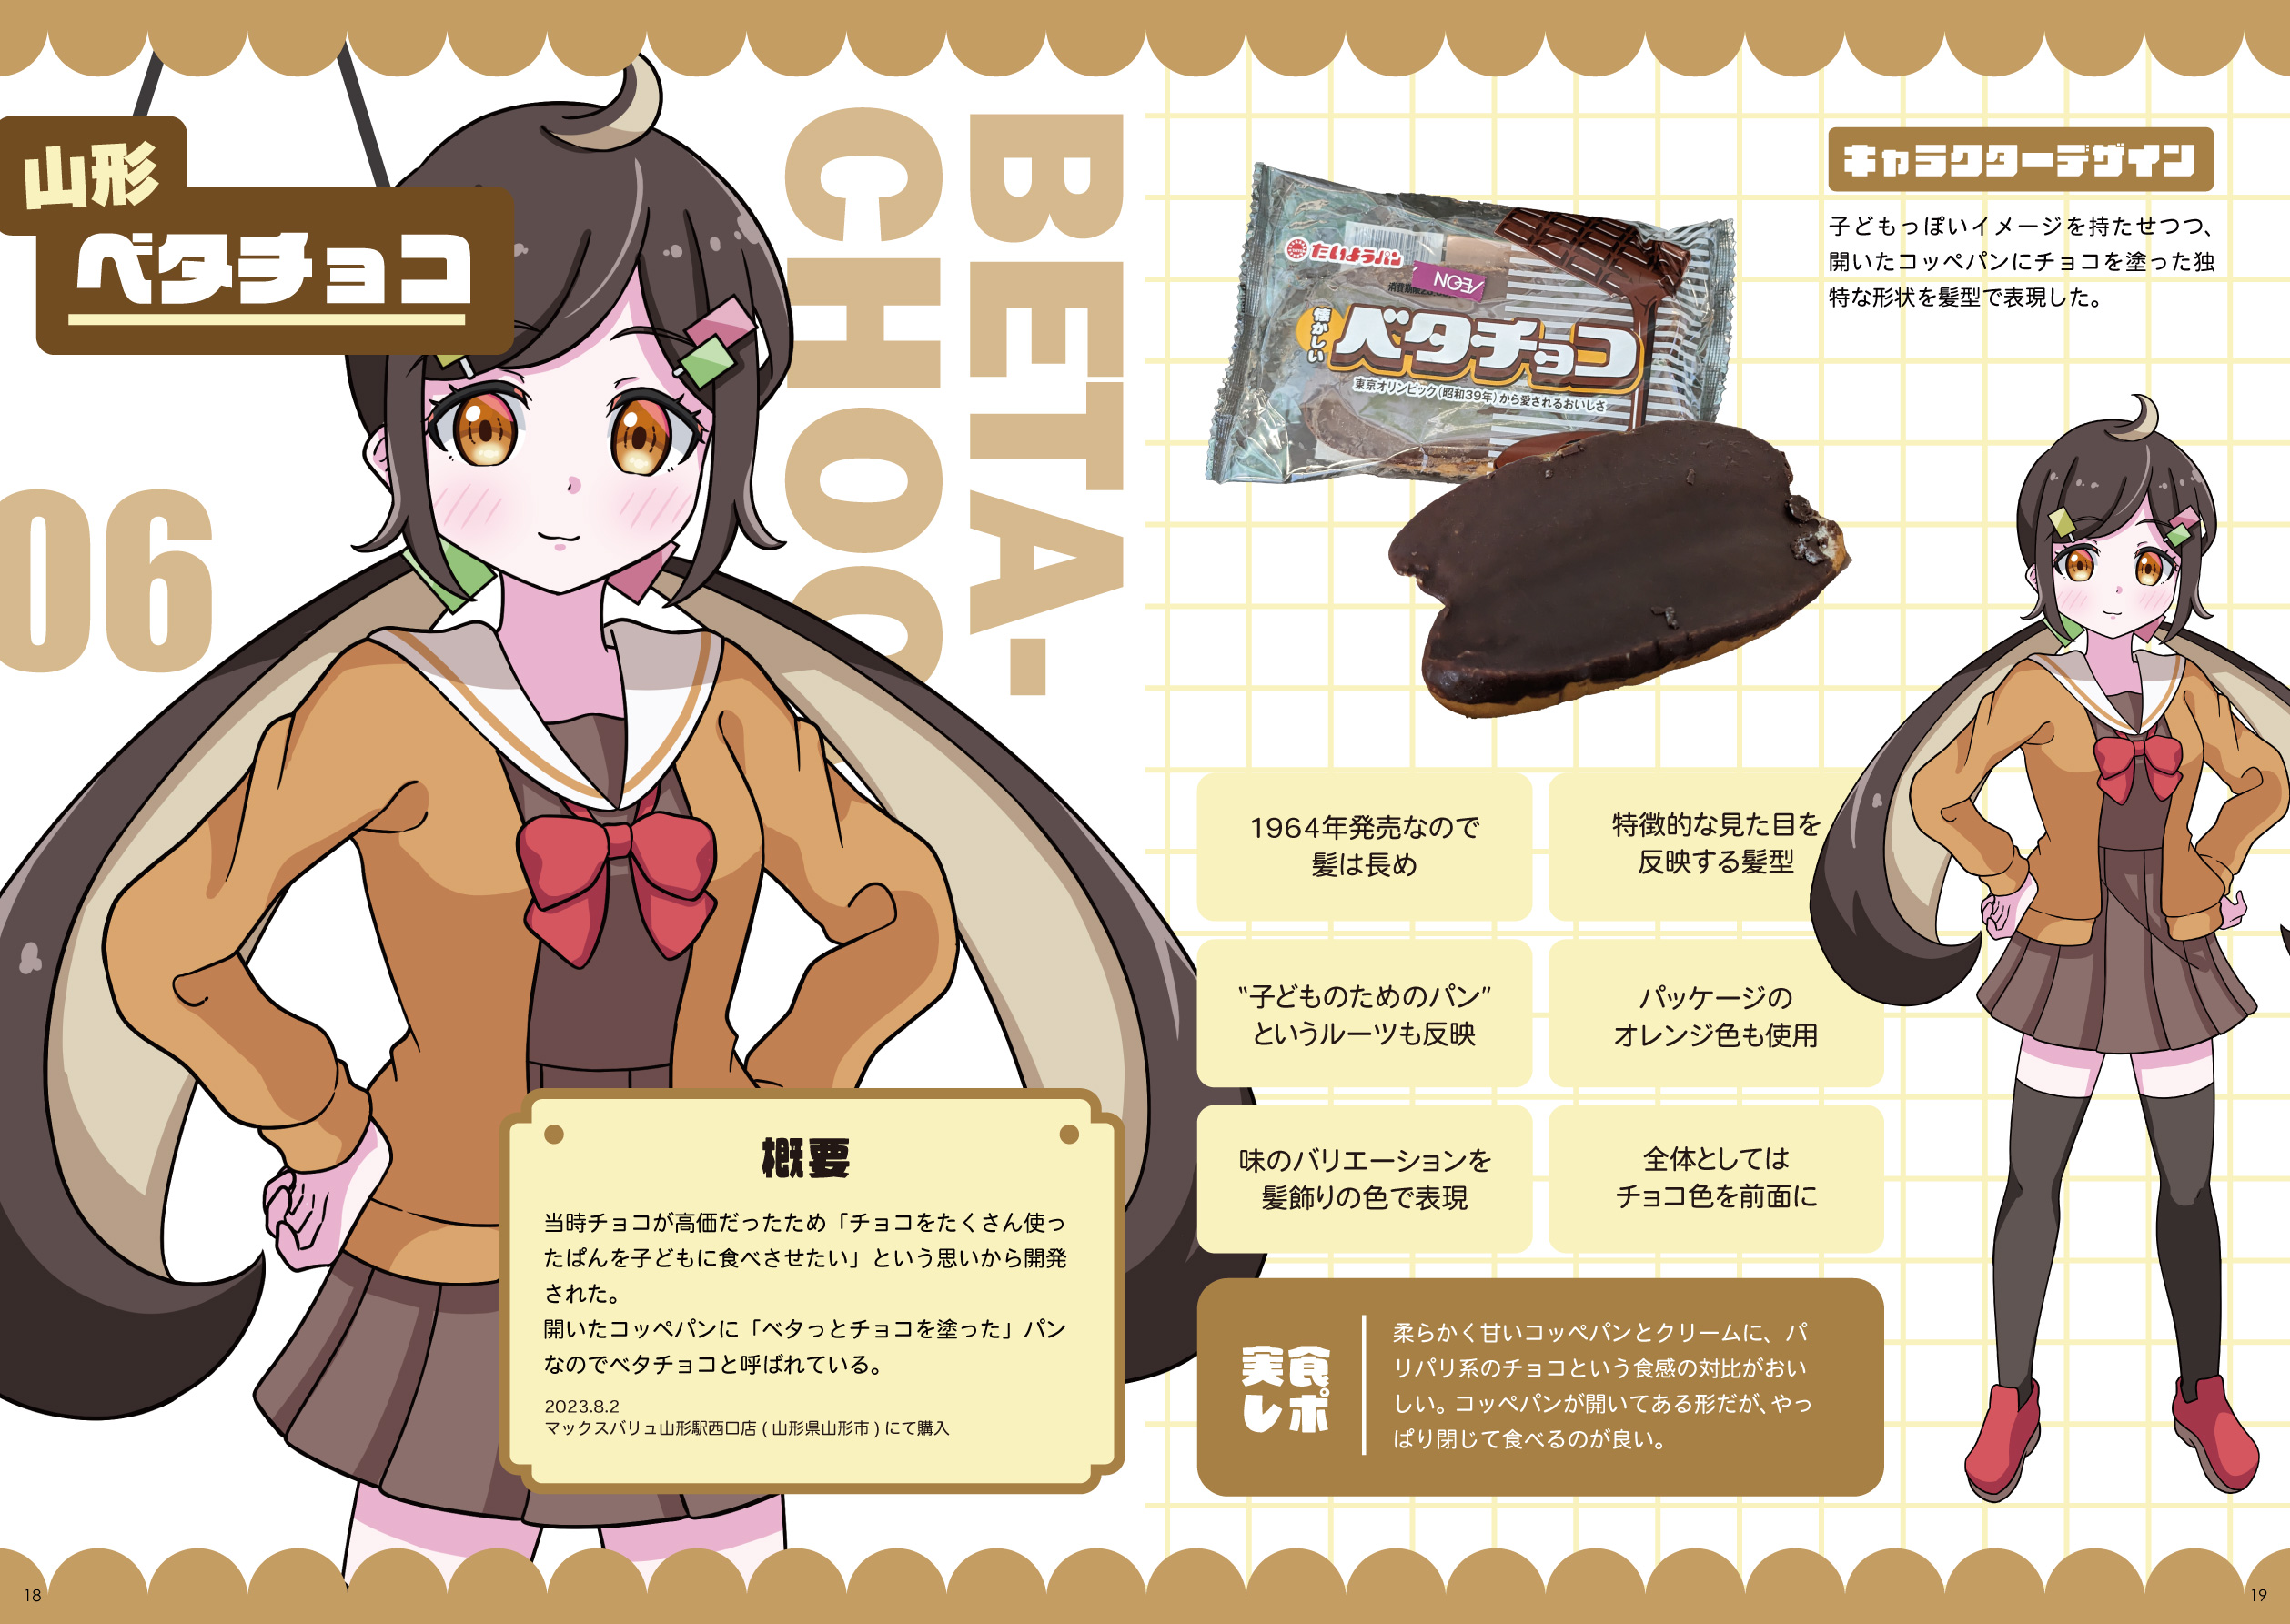 山形
ベタチョコ
06
BETA-
CHOCO
概要
当時チョコが高価だったため「チョコをたくさん使っ
たぱんを子どもに食べさせたい」という思いから開発
された。
開いたコッペパンに「ベタっとチョコを塗った」パン
なのでベタチョコと呼ばれている。
2023.8.2
マックスバリュ山形駅西口店 ( 山形県山形市 ) にて購入
18
キャラクターデザイン
子どもっぽいイメージを持たせつつ、
開いたコッペパンにチョコを塗った独
特な形状を髪型で表現した。
たいようパン
AEON
懐かしい
ベタチョコ
東京オリンピック(昭和39年)から愛されるおいしさ
1964年発売なので
髪は長め
特徴的な見た目を
反映する髪型
"子どものためのパン"
というルーツも反映
パッケージの
オレンジ色も使用
味のバリエーションを
髪飾りの色で表現
全体としては
チョコ色を前面に
実食
レポ
柔らかく甘いコッペパンとクリームに、パ
リパリ系のチョコという食感の対比がおい
しい。コッペパンが開いてある形だが、やっ
ぱり閉じて食べるのが良い。
19